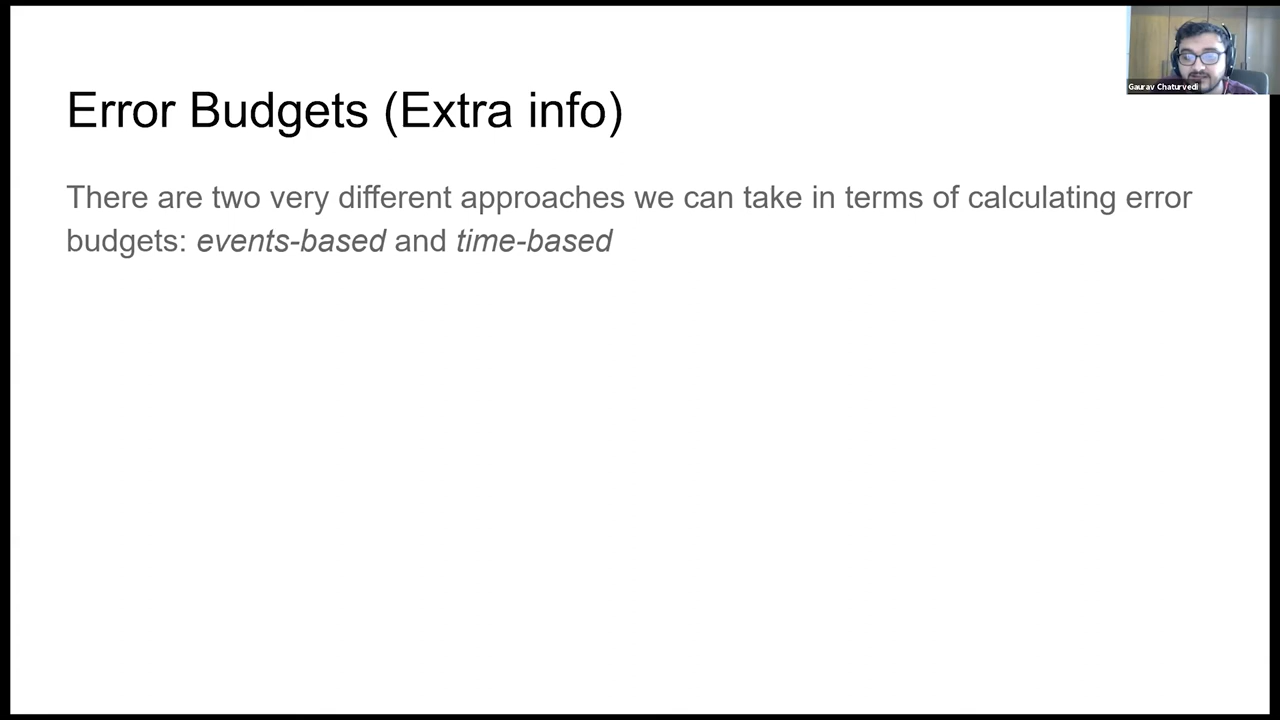 Error Budgets (Extra info)
There are two very different approaches we can take in terms of calculating error
budgets: events-based and time-based
Gaurav Chaturvedi